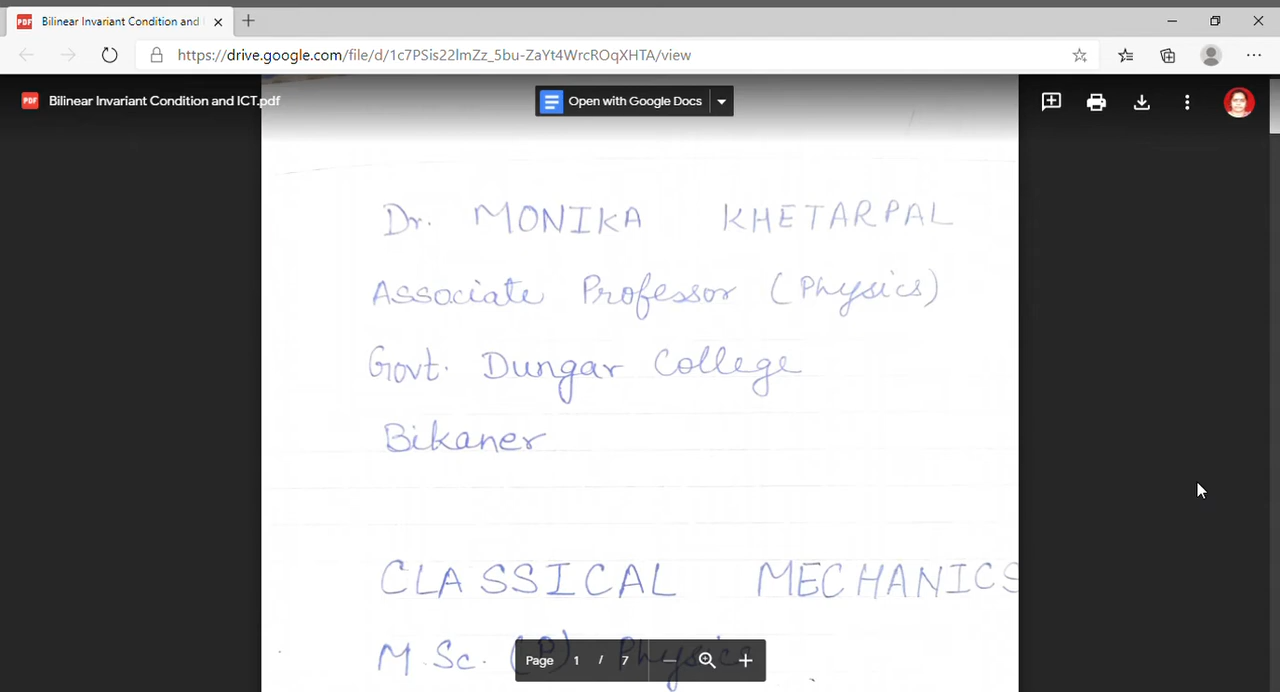 Bilinear Invariant Condition and
https://drive.google.com/file/d/1c7PSis22lmZz_5bu-ZaYt4WrcROqXHTA/view
PDF Bilinear Invariant Condition and ICT.pdf
Open with Google Docs
Dr. MONIKA KHETARPAL
Associate Professor (Physics)
Govt. Dungar College
Bikaner
CLASSICAL MECHANICS
M.Sc. (P) Physics
Page 1 / 7